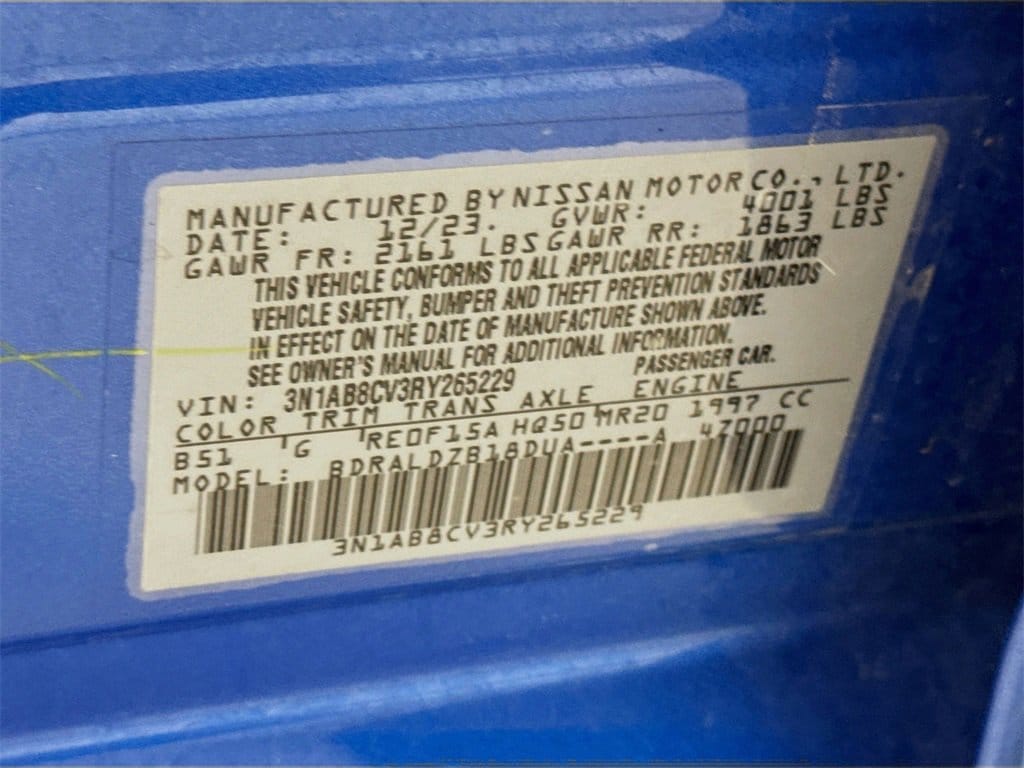 MANUFACTURED BY NISSAN MOTOR CO., LTD.
DATE: 12/23. GVWR: 4001 LBS
GAWR FR: 2161 LBS GAWR RR: 1863 LBS
THIS VEHICLE CONFORMS TO ALL APPLICABLE FEDERAL MOTOR
VEHICLE SAFETY, BUMPER AND THEFT PREVENTION STANDARDS
IN EFFECT ON THE DATE OF MANUFACTURE SHOWN ABOVE.
SEE OWNER'S MANUAL FOR ADDITIONAL INFORMATION.
VIN: 3N1AB8CV3RY265229 PASSENGER CAR.
COLOR TRIM TRANS AXLE ENGINE
B51 'G 'RE0F15A HQ50'MR20 1997 CC
MODEL: BDRALDZB18DUA----A 47000
3N1AB8CV3RY265229